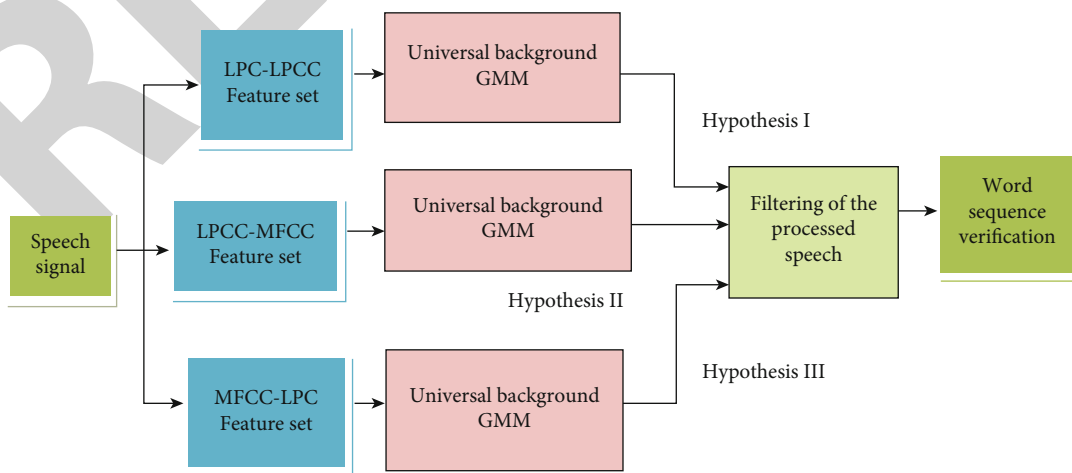 Speech
signal
LPC-LPCC
Feature set
Universal background
GMM
Hypothesis I
LPCC-MFCC
Feature set
Universal background
GMM
Hypothesis II
MFCC-LPC
Feature set
Universal background
GMM
Hypothesis III
Filtering of the
processed
speech
Word
sequence
verification